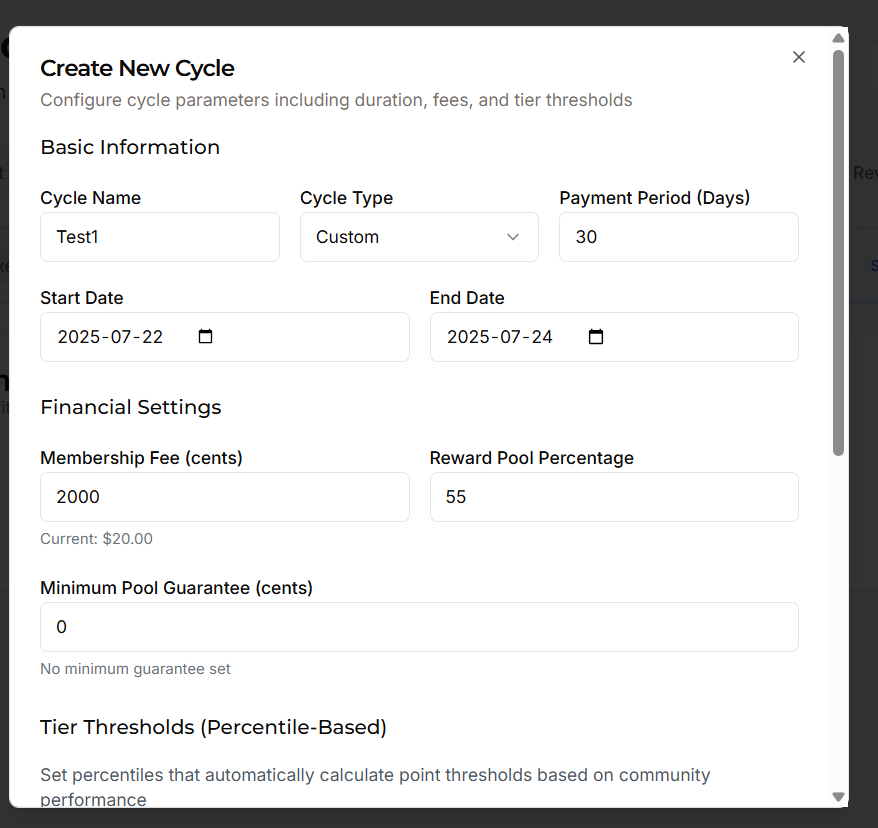 Create New Cycle
Configure cycle parameters including duration, fees, and tier thresholds
Basic Information
Cycle Name
Cycle Type
Payment Period (Days)
Test1
Custom
30
Start Date
End Date
2025-07-22
2025-07-24
Financial Settings
Membership Fee (cents)
Reward Pool Percentage
2000
55
Current: $20.00
Minimum Pool Guarantee (cents)
0
No minimum guarantee set
Tier Thresholds (Percentile-Based)
Set percentiles that automatically calculate point thresholds based on community
performance